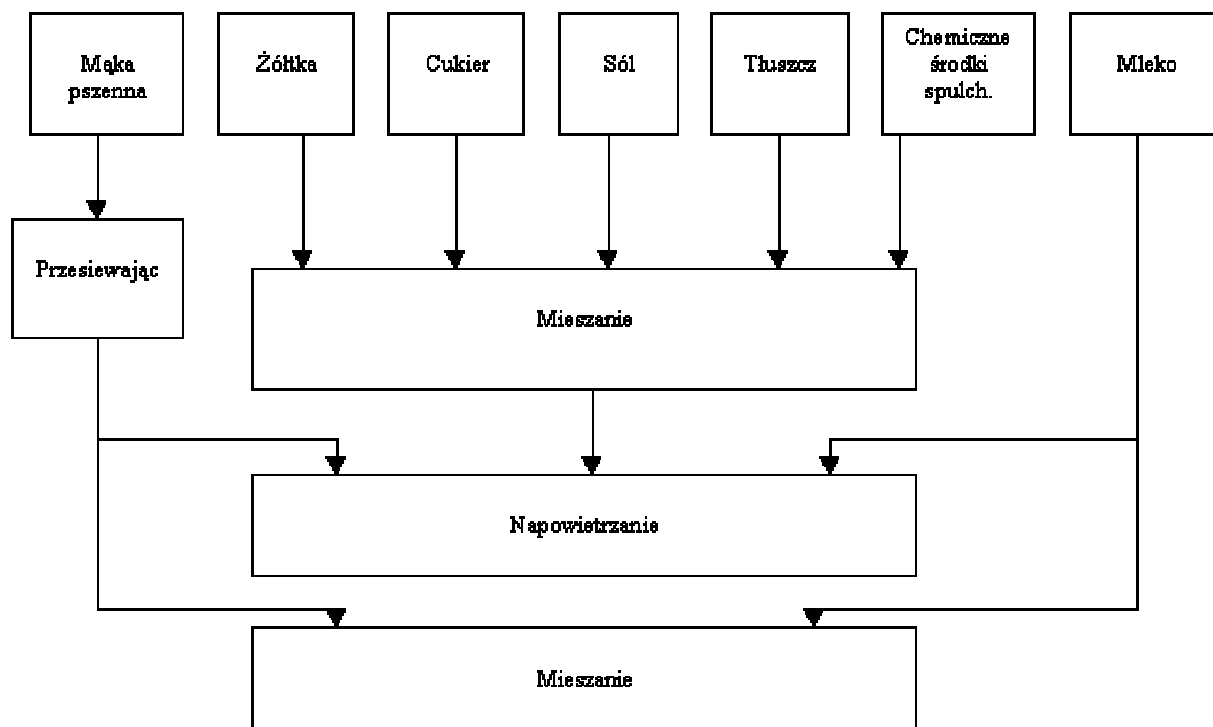 Mąka
pszenna
Żółtka
Cukier
Sól
Tłuszcz
Chemiczne
środki
spulch.
Mleko
Przesiewając
Mieszanie
Napowietrzanie
Mieszanie